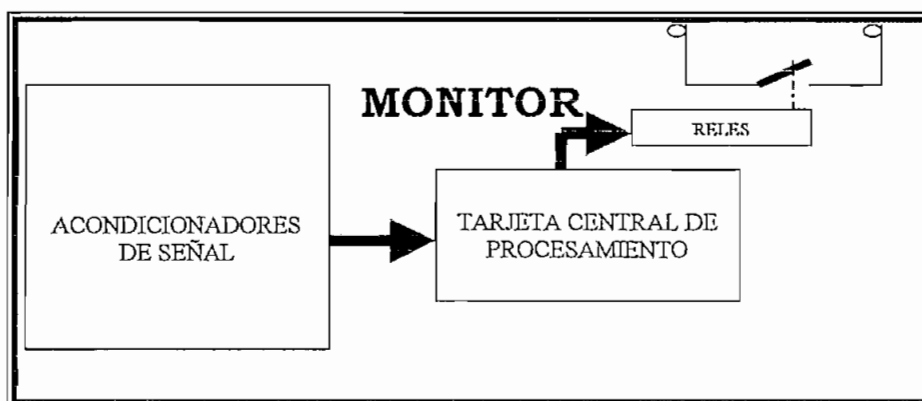 MONITOR
RELES
ACONDICIONADORES
DE SEÑAL
TARJETA CENTRAL DE
PROCESAMIENTO